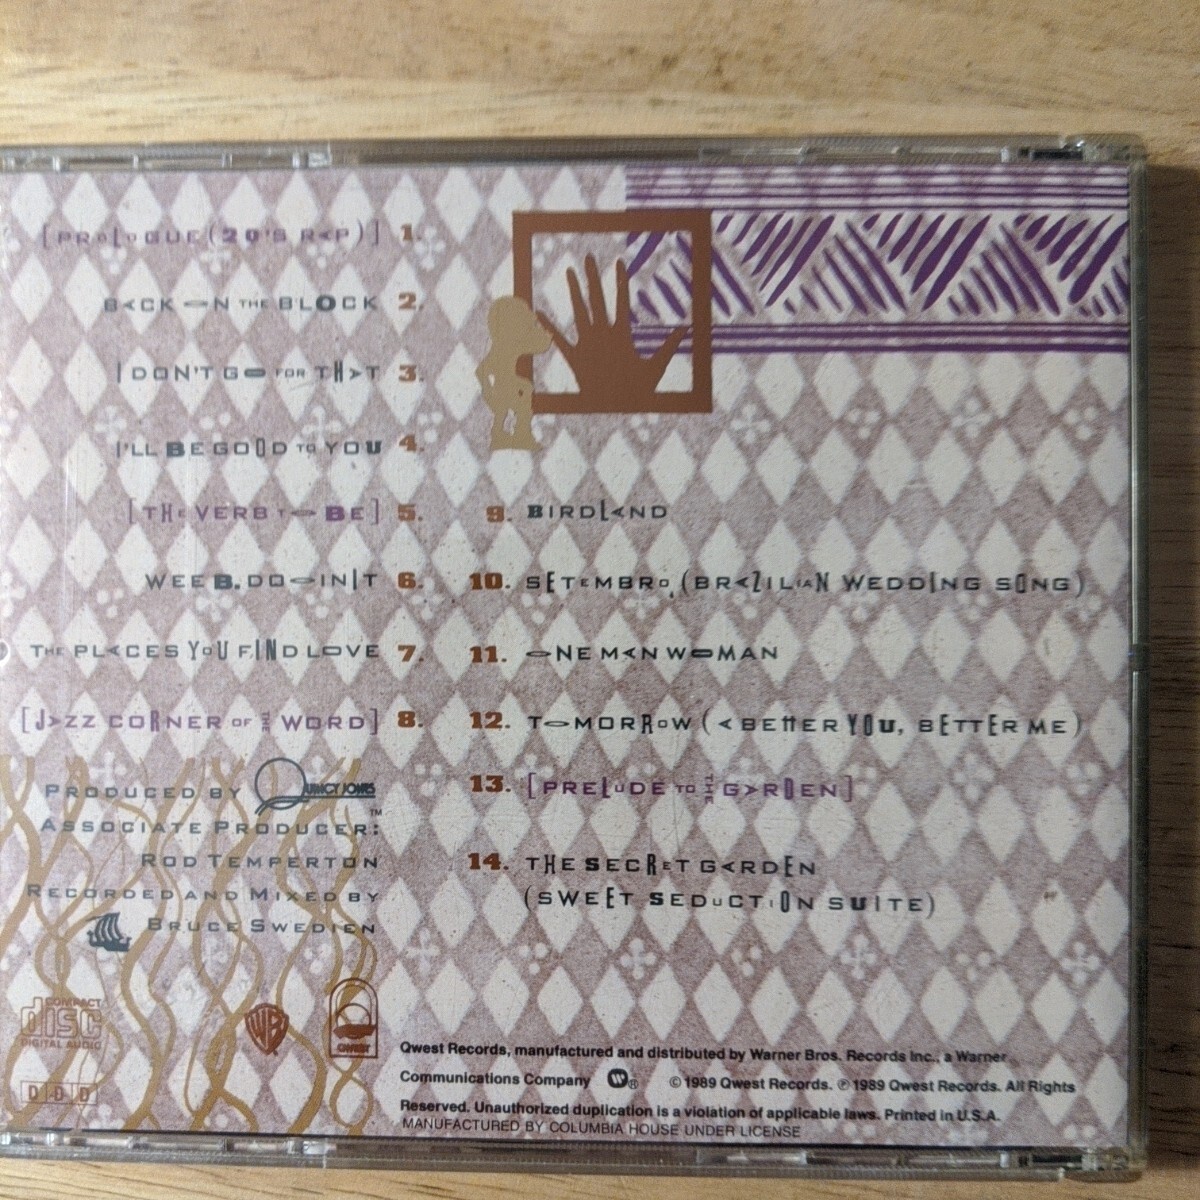 [PROLOGUE (2Q'S RAP)] 1.
BACK ON THE BLOCK 2.
I DON'T GO FOR THAT 3.
I'LL BE GOOD TO YOU 4.
[THE VERB TO BE] 5.
WEE B. DOOINIT 6.
THE PLACES YOU FIND LOVE 7.
[JAZZ CORNER OF THE WORD] 8.
9. BIRDLAND
10. SETEMBRO (BRAZILIAN WEDDING SONG)
11. ONE MAN WOMAN
12. TOMORROW (A BETTER YOU, BETTER ME)
13. [PRELUDE TO THE GARDEN]
14. THE SECRET GARDEN
(SWEET SEDUCTION SUITE)
PRODUCED BY QUINCY JONES ™
ASSOCIATE PRODUCER:
ROD TEMPERTON
RECORDED AND MIXED BY
BRUCE SWEDIEN
COMPACT
disc
DIGITAL AUDIO
DDD
WB
QWEST
Qwest Records, manufactured and distributed by Warner Bros. Records Inc., a Warner
Communications Company ® © 1989 Qwest Records. ℗ 1989 Qwest Records. All Rights
Reserved. Unauthorized duplication is a violation of applicable laws. Printed in U.S.A.
MANUFACTURED BY COLUMBIA HOUSE UNDER LICENSE